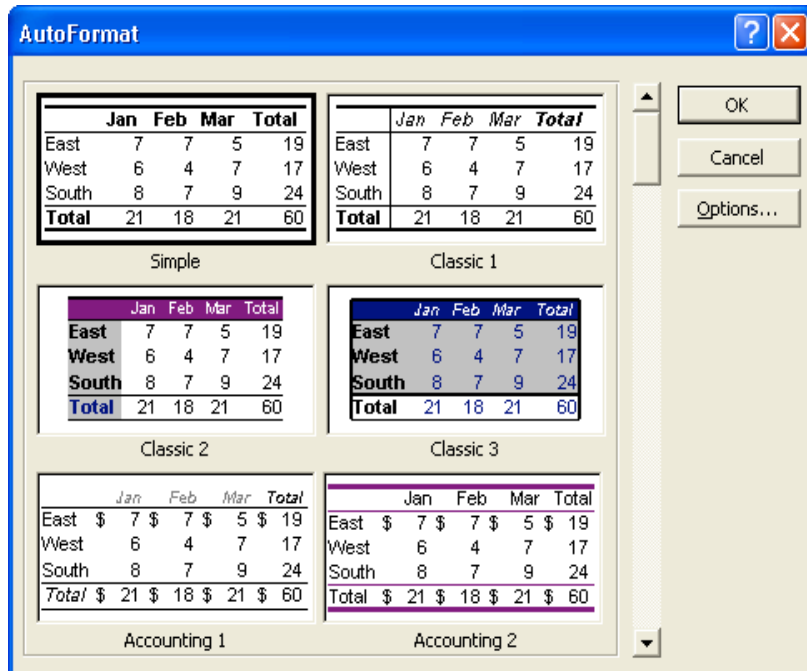 AutoFormat
Jan Feb Mar Total
East 7 7 5 19
West 6 4 7 17
South 8 7 9 24
Total 21 18 21 60
Simple
Jan Feb Mar Total
East 7 7 5 19
West 6 4 7 17
South 8 7 9 24
Total 21 18 21 60
Classic 1
Jan Feb Mar Total
East 7 7 5 19
West 6 4 7 17
South 8 7 9 24
Total 21 18 21 60
Classic 2
Jan Feb Mar Total
East 7 7 5 19
West 6 4 7 17
South 8 7 9 24
Total 21 18 21 60
Classic 3
Jan Feb Mar Total
East $ 7 $ 7 $ 5 $ 19
West 6 4 7 17
South 8 7 9 24
Total $ 21 $ 18 $ 21 $ 60
Accounting 1
Jan Feb Mar Total
East $ 7 $ 7 $ 5 $ 19
West 6 4 7 17
South 8 7 9 24
Total $ 21 $ 18 $ 21 $ 60
Accounting 2
OK
Cancel
Options...